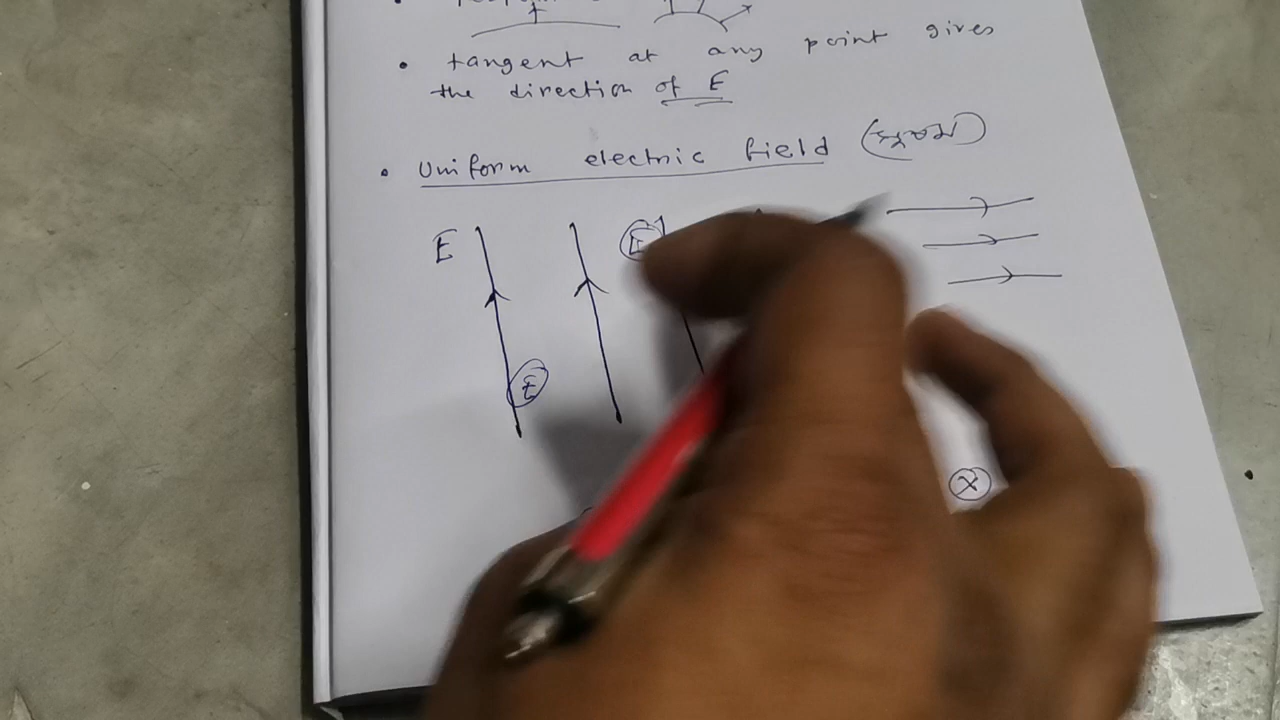 • tangent at any point gives
the direction of E
• Uniform electric field
E
E
E
X